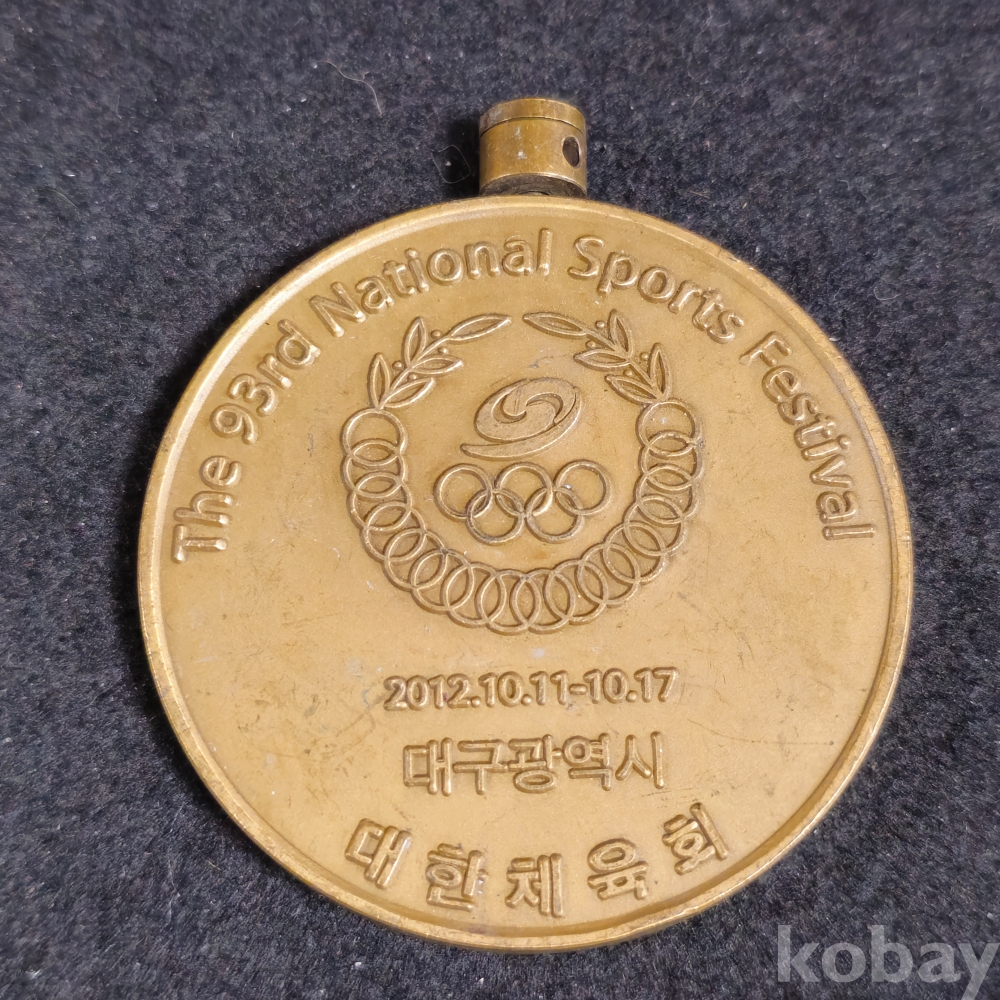 The 93rd National Sports Festival
2012.10.11-10.17
대구광역시
대한체육회
kobay